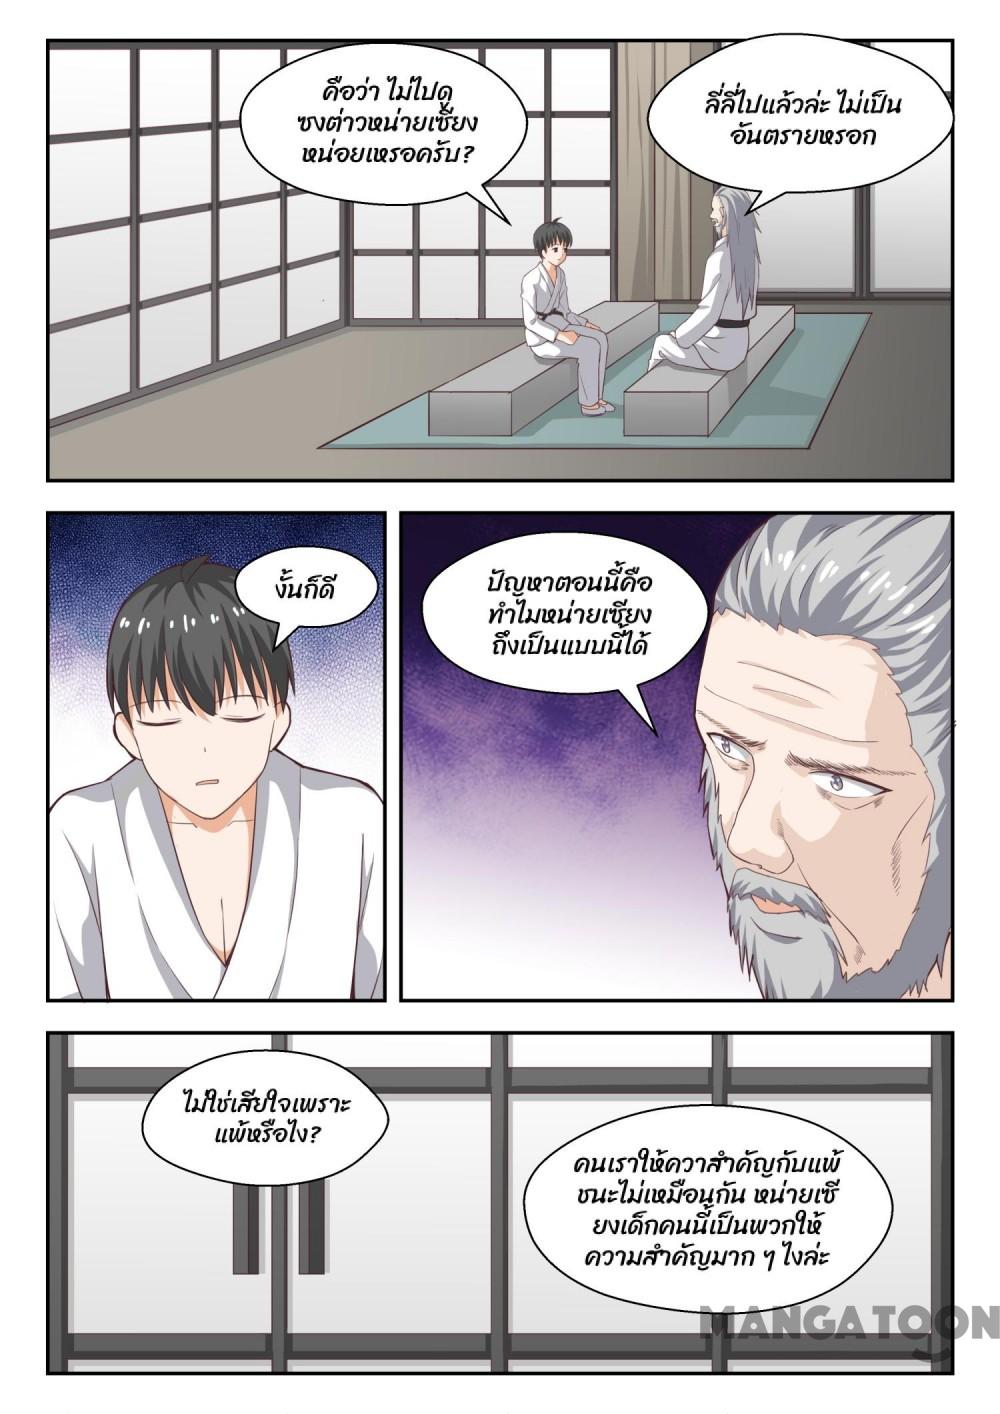 คือว่า ไม่ไปดู
ซงต่าวหน่ายเซียง
หน่อยเหรอครับ?
ลี่ลี่ไปแล้วล่ะ ไม่เป็น
อันตรายหรอก
งั้นก็ดี
ปัญหาตอนนี้คือ
ทำไมหน่ายเซียง
ถึงเป็นแบบนี้ได้
ไม่ใช่เสียใจเพราะ
แพ้หรือไง?
คนเราให้ควาสำคัญกับแพ้
ชนะไม่เหมือนกัน หน่ายเซี
ยงเด็กคนนี้เป็นพวกให้
ความสำคัญมาก ๆ ไงล่ะ
MANGATOON